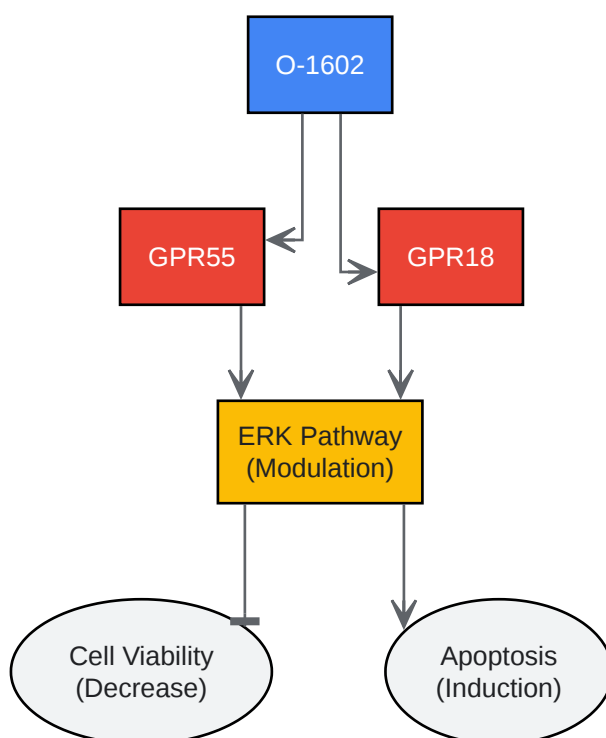 O-1602
GPR55
GPR18
ERK Pathway
(Modulation)
Cell Viability
(Decrease)
Apoptosis
(Induction)